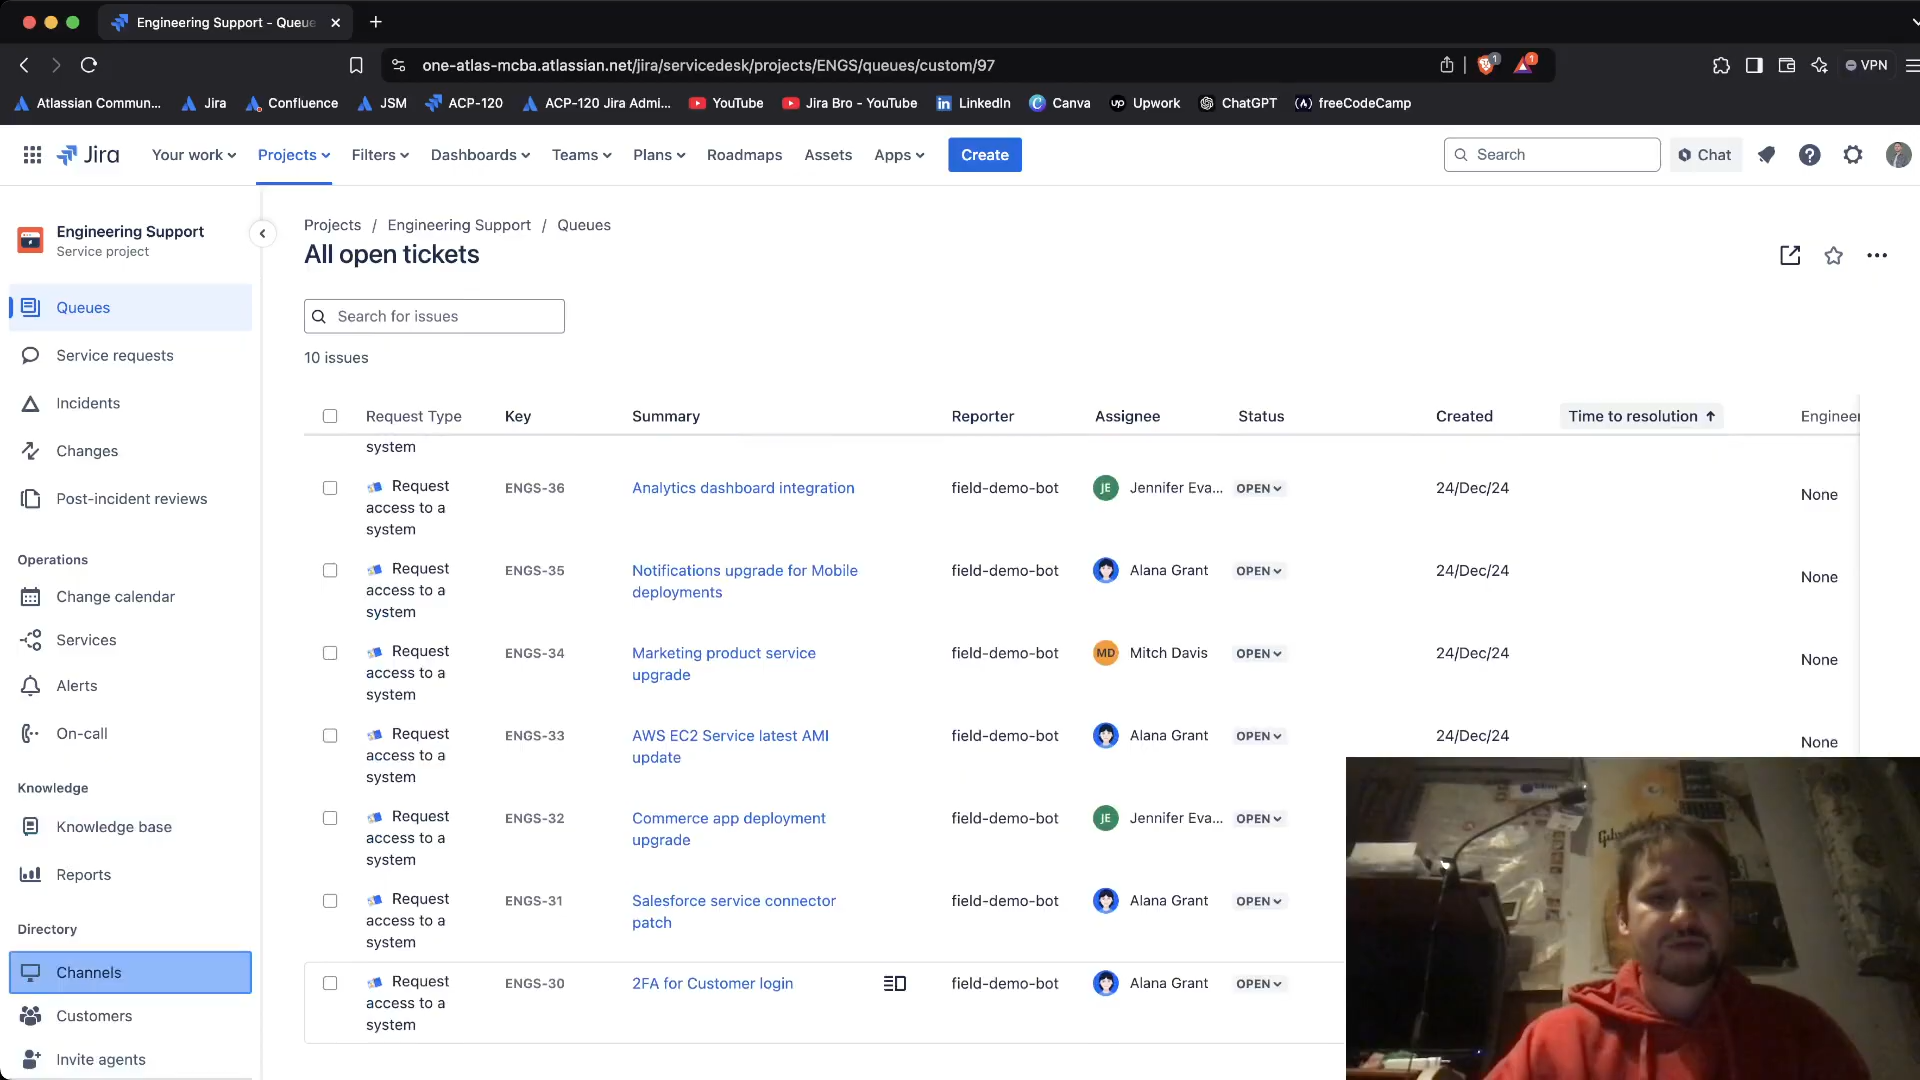 Engineering Support - Queue
one-atlas-mcba.atlassian.net/jira/servicedesk/projects/ENGS/queues/custom/97
1
1
VPN
Atlassian Commun...
Jira
Confluence
JSM
ACP-120
ACP-120 Jira Admi...
YouTube
Jira Bro - YouTube
LinkedIn
Canva
Upwork
ChatGPT
freeCodeCamp
Jira
Your work
Projects
Filters
Dashboards
Teams
Plans
Roadmaps
Assets
Apps
Create
Search
Chat
Engineering Support
Service project
Queues
Service requests
Incidents
Changes
Post-incident reviews
Operations
Change calendar
Services
Alerts
On-call
Knowledge
Knowledge base
Reports
Directory
Channels
Customers
Invite agents
Projects / Engineering Support / Queues
All open tickets
Search for issues
10 issues
Request Type Key Summary Reporter Assignee Status Created Time to resolution Engineer
system
Request access to a system
ENGS-36
Analytics dashboard integration
field-demo-bot
JE
Jennifer Eva...
OPEN
24/Dec/24
None
Request access to a system
ENGS-35
Notifications upgrade for Mobile
deployments
field-demo-bot
Alana Grant
OPEN
24/Dec/24
None
Request access to a system
ENGS-34
Marketing product service
upgrade
field-demo-bot
MD
Mitch Davis
OPEN
24/Dec/24
None
Request access to a system
ENGS-33
AWS EC2 Service latest AMI
update
field-demo-bot
Alana Grant
OPEN
24/Dec/24
None
Request access to a system
ENGS-32
Commerce app deployment
upgrade
field-demo-bot
JE
Jennifer Eva...
OPEN
Request access to a system
ENGS-31
Salesforce service connector
patch
field-demo-bot
Alana Grant
OPEN
Request access to a system
ENGS-30
2FA for Customer login
field-demo-bot
Alana Grant
OPEN